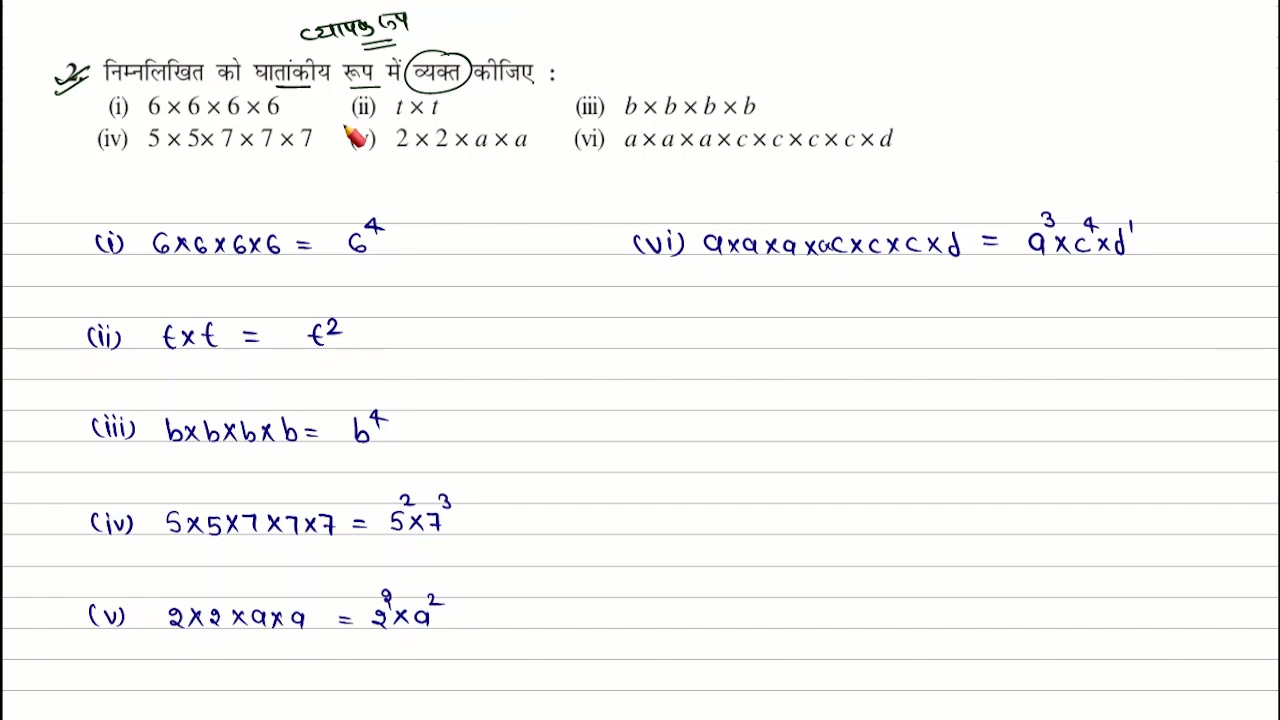 व्यापक रूप
2. निम्नलिखित को घातांकीय रूप में व्यक्त कीजिए :
(i) 6 × 6 × 6 × 6 (ii) t × t (iii) b × b × b × b
(iv) 5 × 5× 7 × 7 × 7 v) 2 × 2 × a × a (vi) a × a × a × c × c × c × c × d
(i) 6×6×6×6 = 6⁴ (vi) a×a×a×ac×c×c×d = a³×c⁴×d¹
(ii) t×t = t²
(iii) b×b×b×b = b⁴
(iv) 5×5×7×7×7 = 5²×7³
(v) 2×2×a×a = 2²×a²